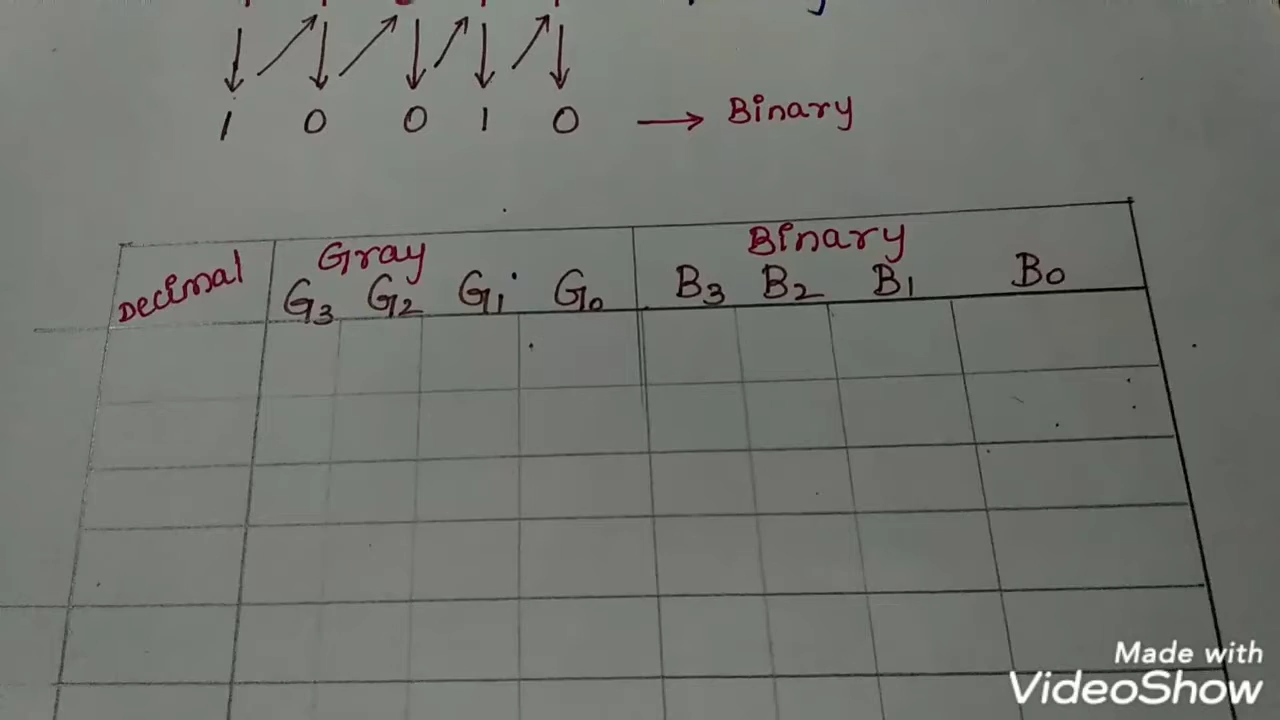 1 0 0 1 0 → Binary
Decimal Gray Binary
G3 G2 G1 G0 B3 B2 B1 B0
Made with
VideoShow